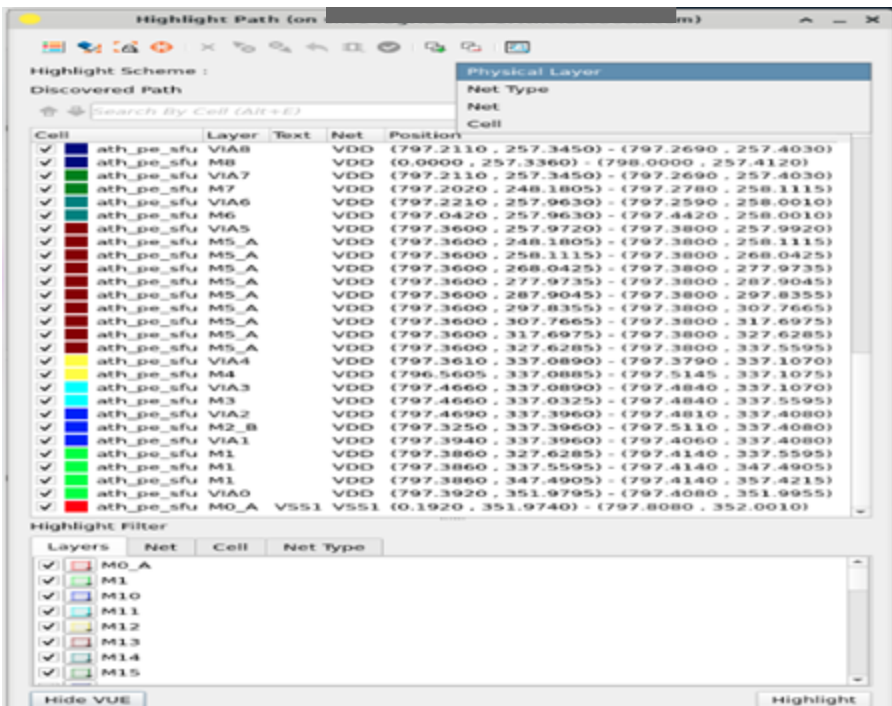 Highlight Path (on m)
Highlight Scheme :
Physical Layer
Net Type
Net
Cell
Discovered Path
Search By Cell (Alt+E)
Cell Layer Text Net Position
ath_pe_sfu VIA8 VDD (797.2110 , 257.3450) - (797.2690 , 257.4030)
ath_pe_sfu M8 VDD (0.0000 , 257.3360) - (798.0000 , 257.4120)
ath_pe_sfu VIA7 VDD (797.2110 , 257.3450) - (797.2690 , 257.4030)
ath_pe_sfu M7 VDD (797.2020 , 248.1805) - (797.2780 , 258.1115)
ath_pe_sfu VIA6 VDD (797.2210 , 257.9630) - (797.2590 , 258.0010)
ath_pe_sfu M6 VDD (797.0420 , 257.9630) - (797.4420 , 258.0010)
ath_pe_sfu VIA5 VDD (797.3600 , 257.9720) - (797.3800 , 257.9920)
ath_pe_sfu M5_A VDD (797.3600 , 248.1805) - (797.3800 , 258.1115)
ath_pe_sfu M5_A VDD (797.3600 , 258.1115) - (797.3800 , 268.0425)
ath_pe_sfu M5_A VDD (797.3600 , 268.0425) - (797.3800 , 277.9735)
ath_pe_sfu M5_A VDD (797.3600 , 277.9735) - (797.3800 , 287.9045)
ath_pe_sfu M5_A VDD (797.3600 , 287.9045) - (797.3800 , 297.8355)
ath_pe_sfu M5_A VDD (797.3600 , 297.8355) - (797.3800 , 307.7665)
ath_pe_sfu M5_A VDD (797.3600 , 307.7665) - (797.3800 , 317.6975)
ath_pe_sfu M5_A VDD (797.3600 , 317.6975) - (797.3800 , 327.6285)
ath_pe_sfu M5_A VDD (797.3600 , 327.6285) - (797.3800 , 337.5595)
ath_pe_sfu VIA4 VDD (797.3610 , 337.0890) - (797.3790 , 337.1070)
ath_pe_sfu M4 VDD (796.5605 , 337.0885) - (797.5145 , 337.1075)
ath_pe_sfu VIA3 VDD (797.4660 , 337.0890) - (797.4840 , 337.1070)
ath_pe_sfu M3 VDD (797.4660 , 337.0325) - (797.4840 , 337.5595)
ath_pe_sfu VIA2 VDD (797.4690 , 337.3960) - (797.4810 , 337.4080)
ath_pe_sfu M2_B VDD (797.3250 , 337.3960) - (797.5110 , 337.4080)
ath_pe_sfu VIA1 VDD (797.3940 , 337.3960) - (797.4060 , 337.4080)
ath_pe_sfu M1 VDD (797.3860 , 327.6285) - (797.4140 , 337.5595)
ath_pe_sfu M1 VDD (797.3860 , 337.5595) - (797.4140 , 347.4905)
ath_pe_sfu M1 VDD (797.3860 , 347.4905) - (797.4140 , 357.4215)
ath_pe_sfu VIA0 VDD (797.3920 , 351.9795) - (797.4080 , 351.9955)
ath_pe_sfu M0_A VSS1 VSS1 (0.1920 , 351.9740) - (797.8080 , 352.0010)
Highlight Filter
Layers Net Cell Net Type
M0_A
M1
M10
M11
M12
M13
M14
M15
Hide VUE Highlight